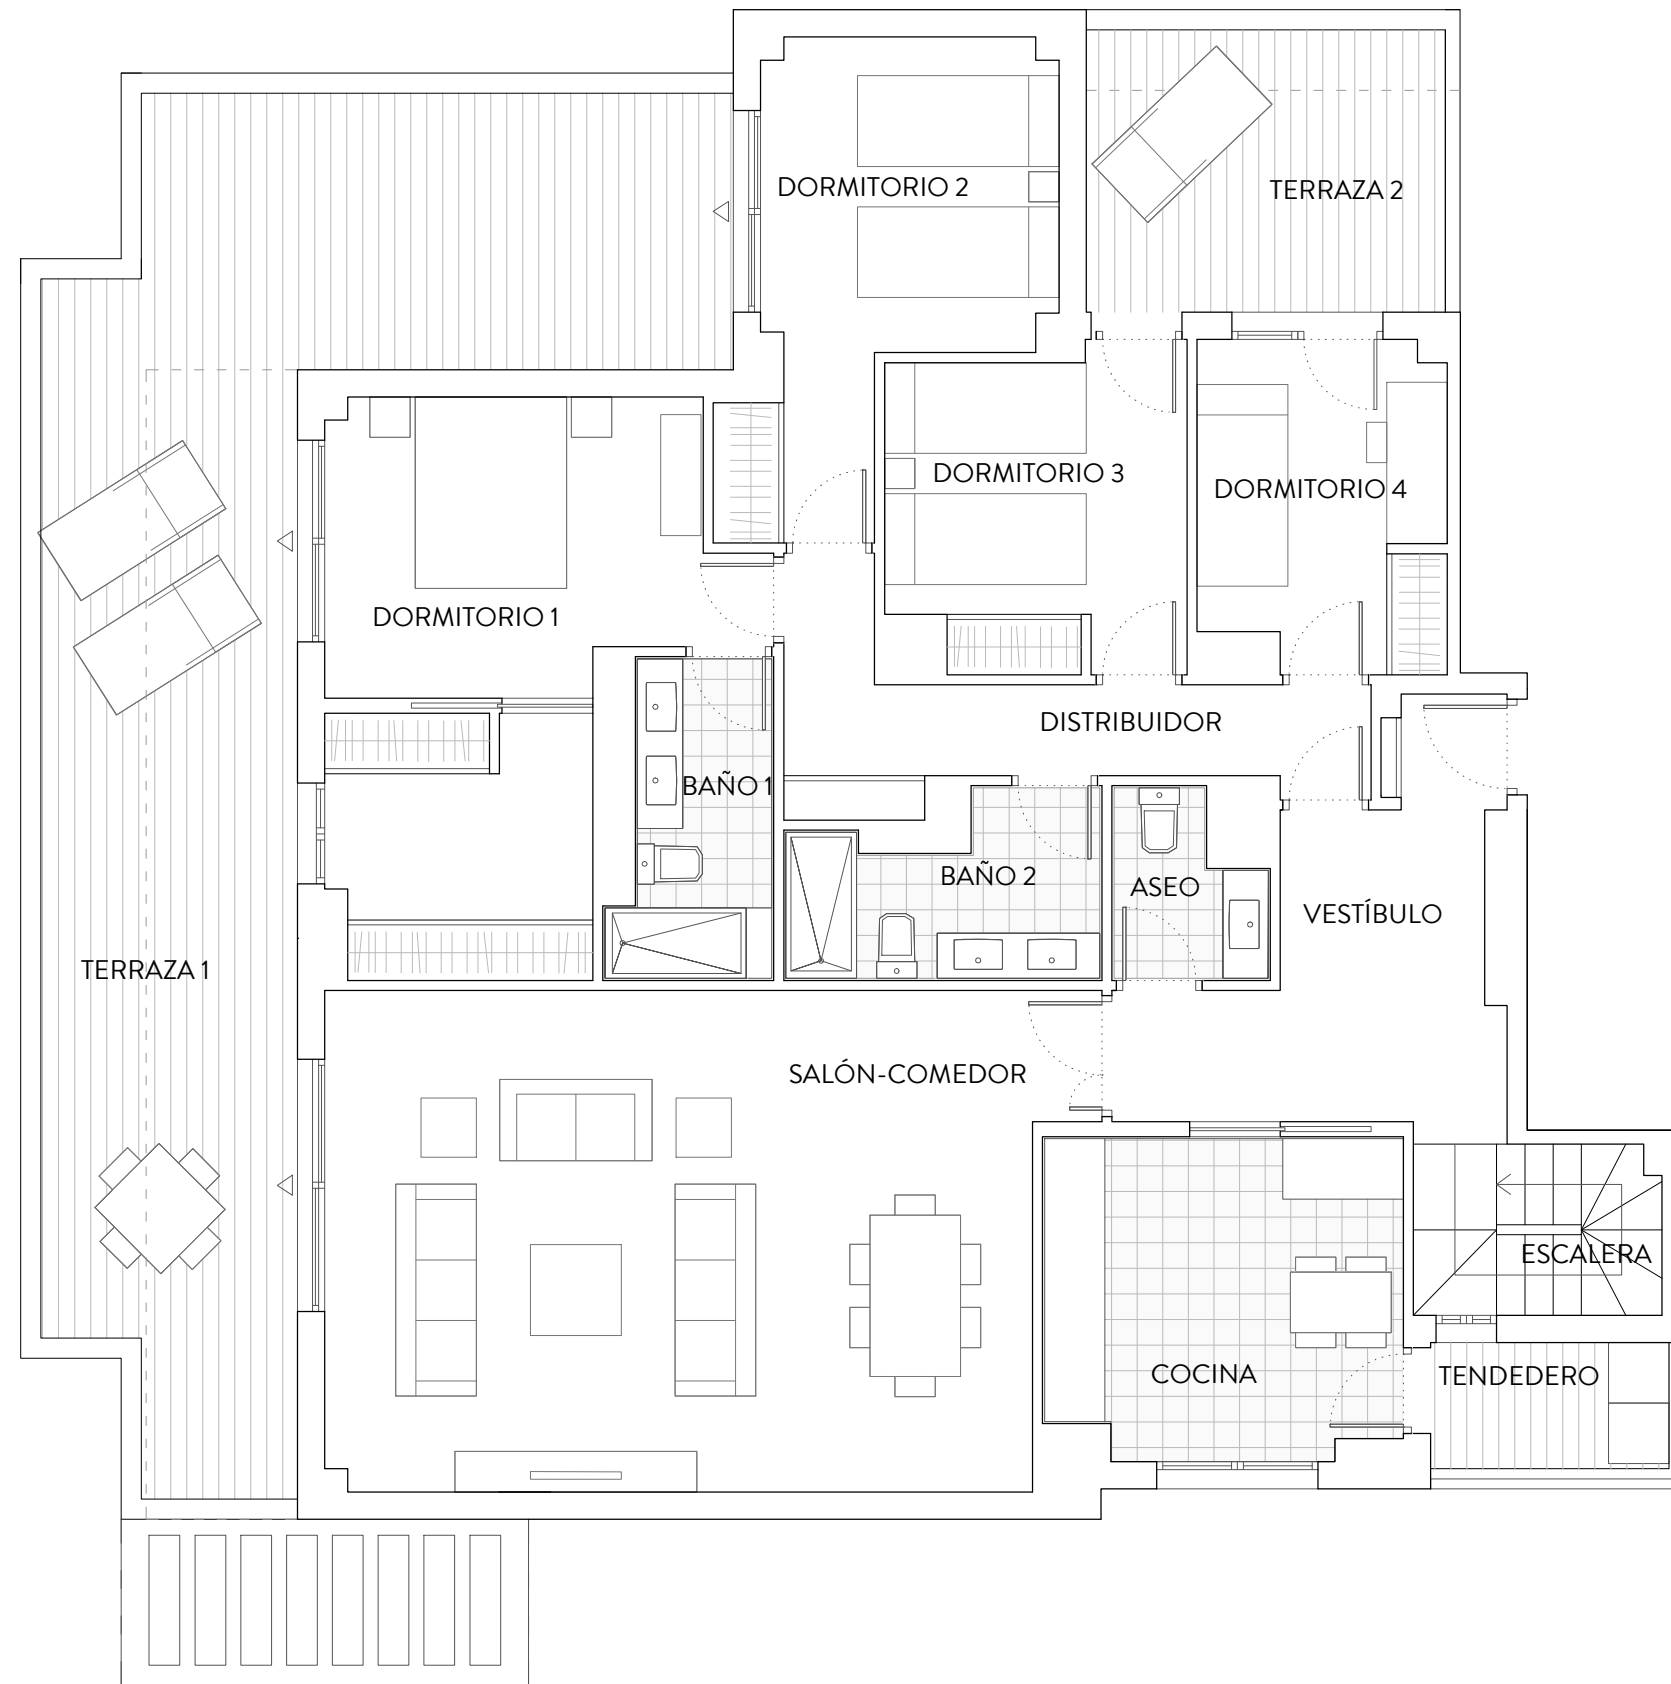 DORMITORIO 2
TERRAZA 2
DORMITORIO 3
DORMITORIO 4
DORMITORIO 1
DISTRIBUIDOR
BAÑO 1
BAÑO 2
ASEO
VESTÍBULO
TERRAZA 1
SALÓN-COMEDOR
ESCALERA
COCINA
TENDEDERO